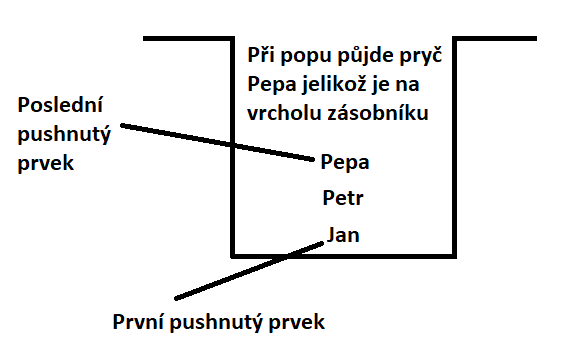 Při popu půjde pryč
Pepa jelikož je na
vrcholu zásobníku
Poslední
pushnutý
prvek
Pepa
Petr
Jan
První pushnutý prvek